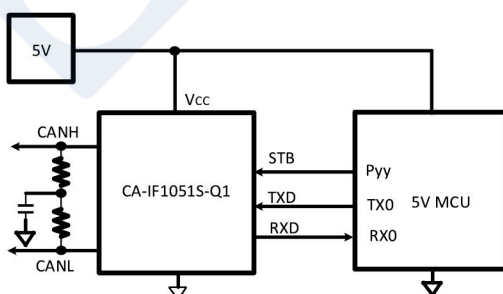 5V
Vcc
CANH
STB
Pyy
CA-IF1051S-Q1
TXD
TX0
5V MCU
RXD
RX0
CANL